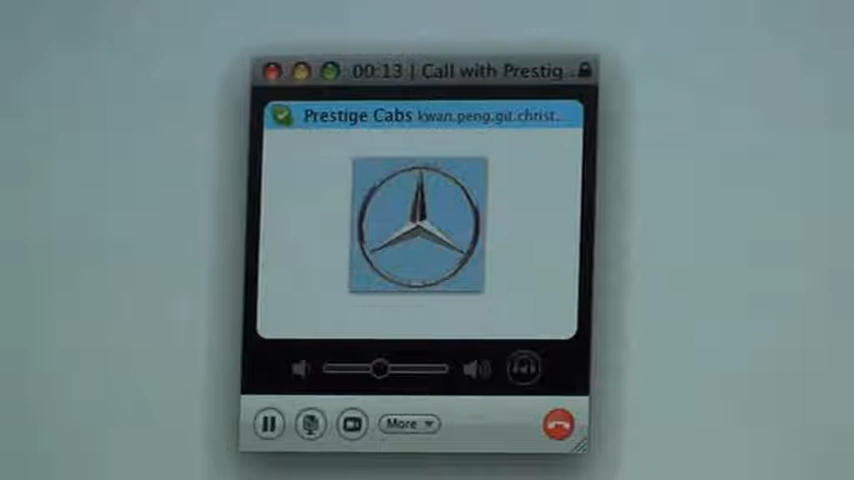 00:13 | Call with Prestig...
Prestige Cabs kwan.peng.git.christ...
More